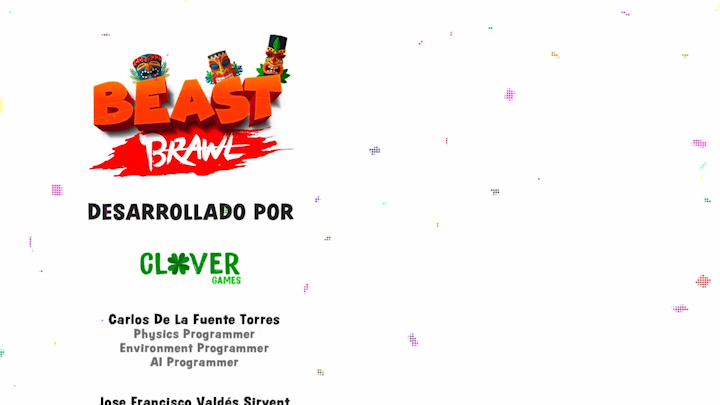 BEAST
BRAWL
DESARROLLADO POR
CLOVER
GAMES
Carlos De La Fuente Torres
Physics Programmer
Environment Programmer
AI Programmer
Jose Francisco Valdés Sirvent